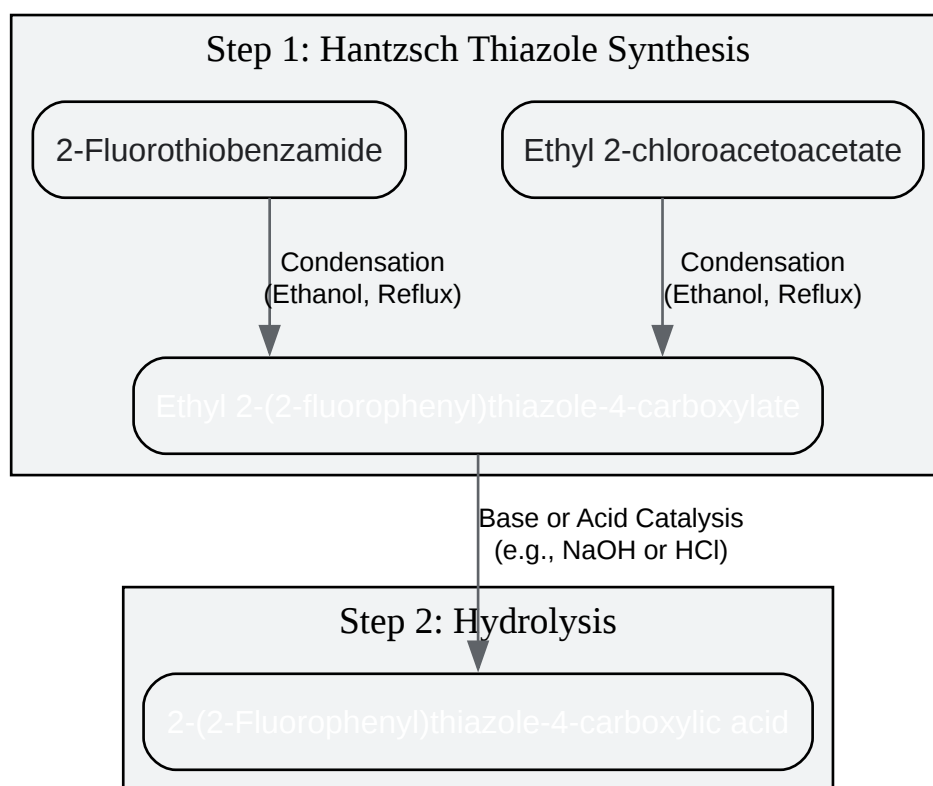 Step 1: Hantzsch Thiazole Synthesis
2-Fluorothiobenzamide
Ethyl 2-chloroacetoacetate
Condensation
(Ethanol, Reflux)
Condensation
(Ethanol, Reflux)
Ethyl 2-(2-fluorophenyl)thiazole-4-carboxylate
Base or Acid Catalysis
(e.g., NaOH or HCl)
Step 2: Hydrolysis
2-(2-Fluorophenyl)thiazole-4-carboxylic acid